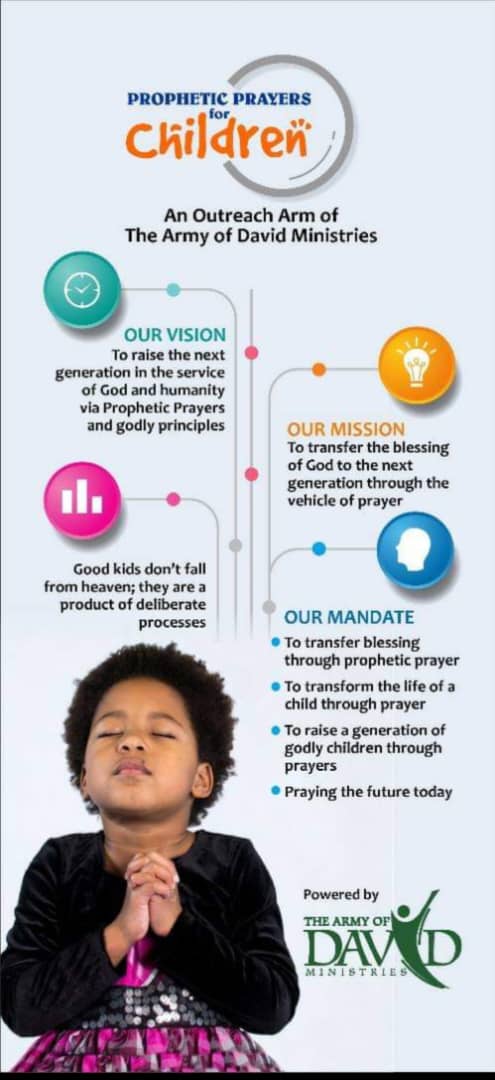 PROPHETIC PRAYERS
for
Children
An Outreach Arm of
The Army of David Ministries
OUR VISION
To raise the next
generation in the service
of God and humanity
via Prophetic Prayers
and godly principles
OUR MISSION
To transfer the blessing
of God to the next
generation through the
vehicle of prayer
Good kids don't fall
from heaven; they are a
product of deliberate
processes
OUR MANDATE
To transfer blessing
through prophetic prayer
To transform the life of a
child through prayer
To raise a generation of
godly children through
prayers
Praying the future today
Powered by
THE ARMY OF
DAVID
MINISTRIES